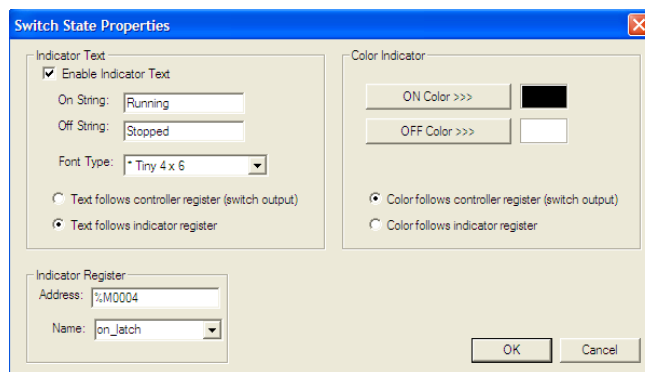 Switch State Properties
Indicator Text
Enable Indicator Text
On String: Running
Off String: Stopped
Font Type: * Tiny 4 x 6
Text follows controller register (switch output)
Text follows indicator register
Color Indicator
ON Color >>>
OFF Color >>>
Color follows controller register (switch output)
Color follows indicator register
Indicator Register
Address: %M0004
Name: on_latch
OK Cancel